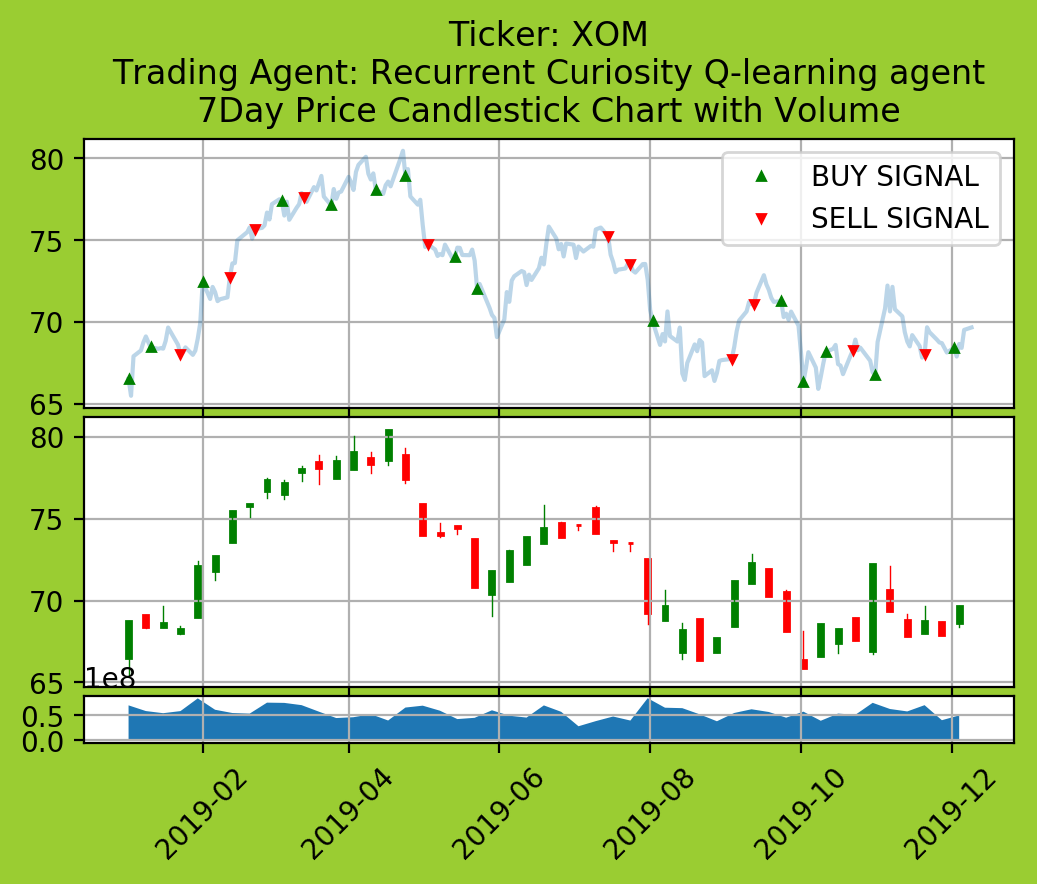 Ticker: XOM
Trading Agent: Recurrent Curiosity Q-learning agent
7Day Price Candlestick Chart with Volume
80
75
70
65
BUY SIGNAL
SELL SIGNAL
80
75
70
65
1e8
0.5
0.0
2019-02
2019-04
2019-06
2019-08
2019-10
2019-12